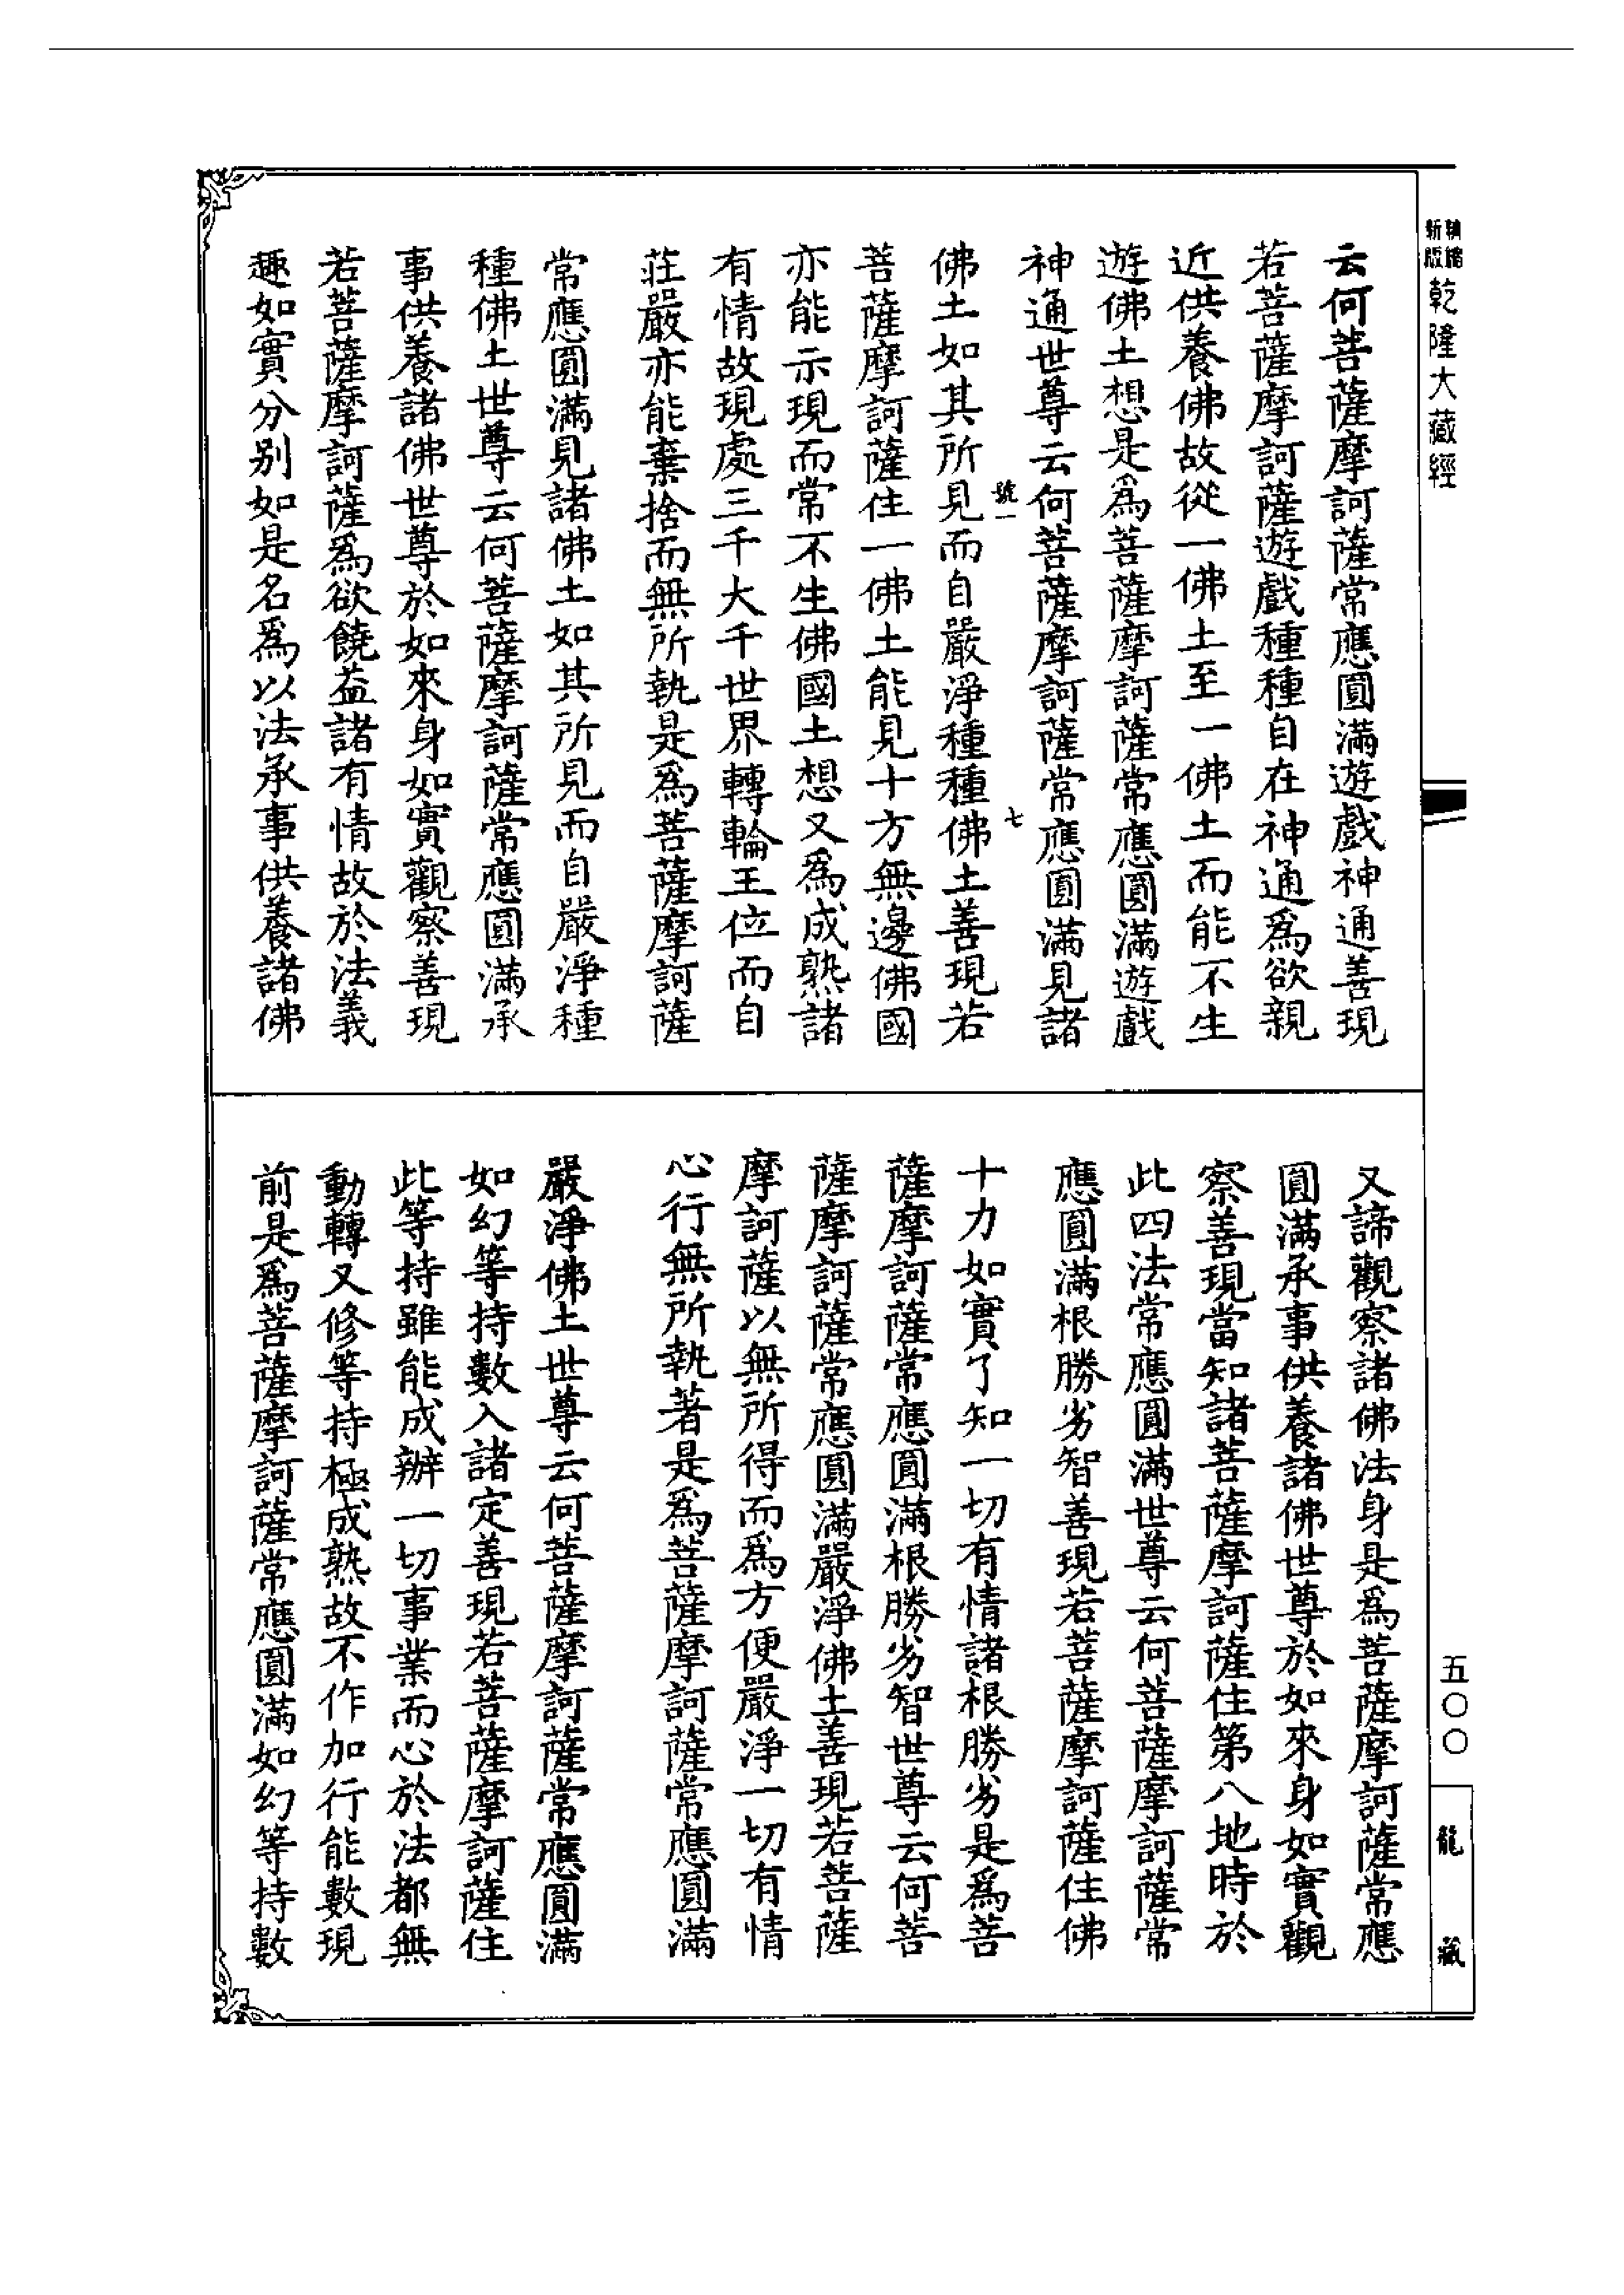 新版精縮乾隆大藏經
云何菩薩摩訶薩常應圓滿遊戲神通善現
若菩薩摩訶薩遊戲種種自在神通爲欲親
近供養佛故從一佛土至一佛土而能不生
遊佛土想是爲菩薩摩訶薩常應圓滿遊戲
神通世尊云何菩薩摩訶薩常應圓滿見諸
號一 七
佛土如其所見而自嚴淨種種佛土善現若
菩薩摩訶薩住一佛土能見十方無邊佛國
亦能示現而常不生佛國土想又爲成熟諸
有情故現處三千大千世界轉輪王位而自
莊嚴亦能棄捨而無所執是爲菩薩摩訶薩
常應圓滿見諸佛土如其所見而自嚴淨種
種佛土世尊云何菩薩摩訶薩常應圓滿承
事供養諸佛世尊於如來身如實觀察善現
若菩薩摩訶薩爲欲饒益諸有情故於法義
趣如實分別如是名爲以法承事供養諸佛
又諦觀察諸佛法身是爲菩薩摩訶薩常應
圓滿承事供養諸佛世尊於如來身如實觀
察善現當知諸菩薩摩訶薩住第八地時於
此四法常應圓滿世尊云何菩薩摩訶薩常
應圓滿根勝劣智善現若菩薩摩訶薩住佛
十力如實了知一切有情諸根勝劣是爲菩
薩摩訶薩常應圓滿根勝劣智世尊云何菩
薩摩訶薩常應圓滿嚴淨佛土善現若菩薩
摩訶薩以無所得而爲方便嚴淨一切有情
心行無所執著是爲菩薩摩訶薩常應圓滿
嚴淨佛土世尊云何菩薩摩訶薩常應圓滿
如幻等持數入諸定善現若菩薩摩訶薩住
此等持雖能成辦一切事業而心於法都無
動轉又修等持極成熟故不作加行能數現
前是爲菩薩摩訶薩常應圓滿如幻等持數
五〇〇
龍藏